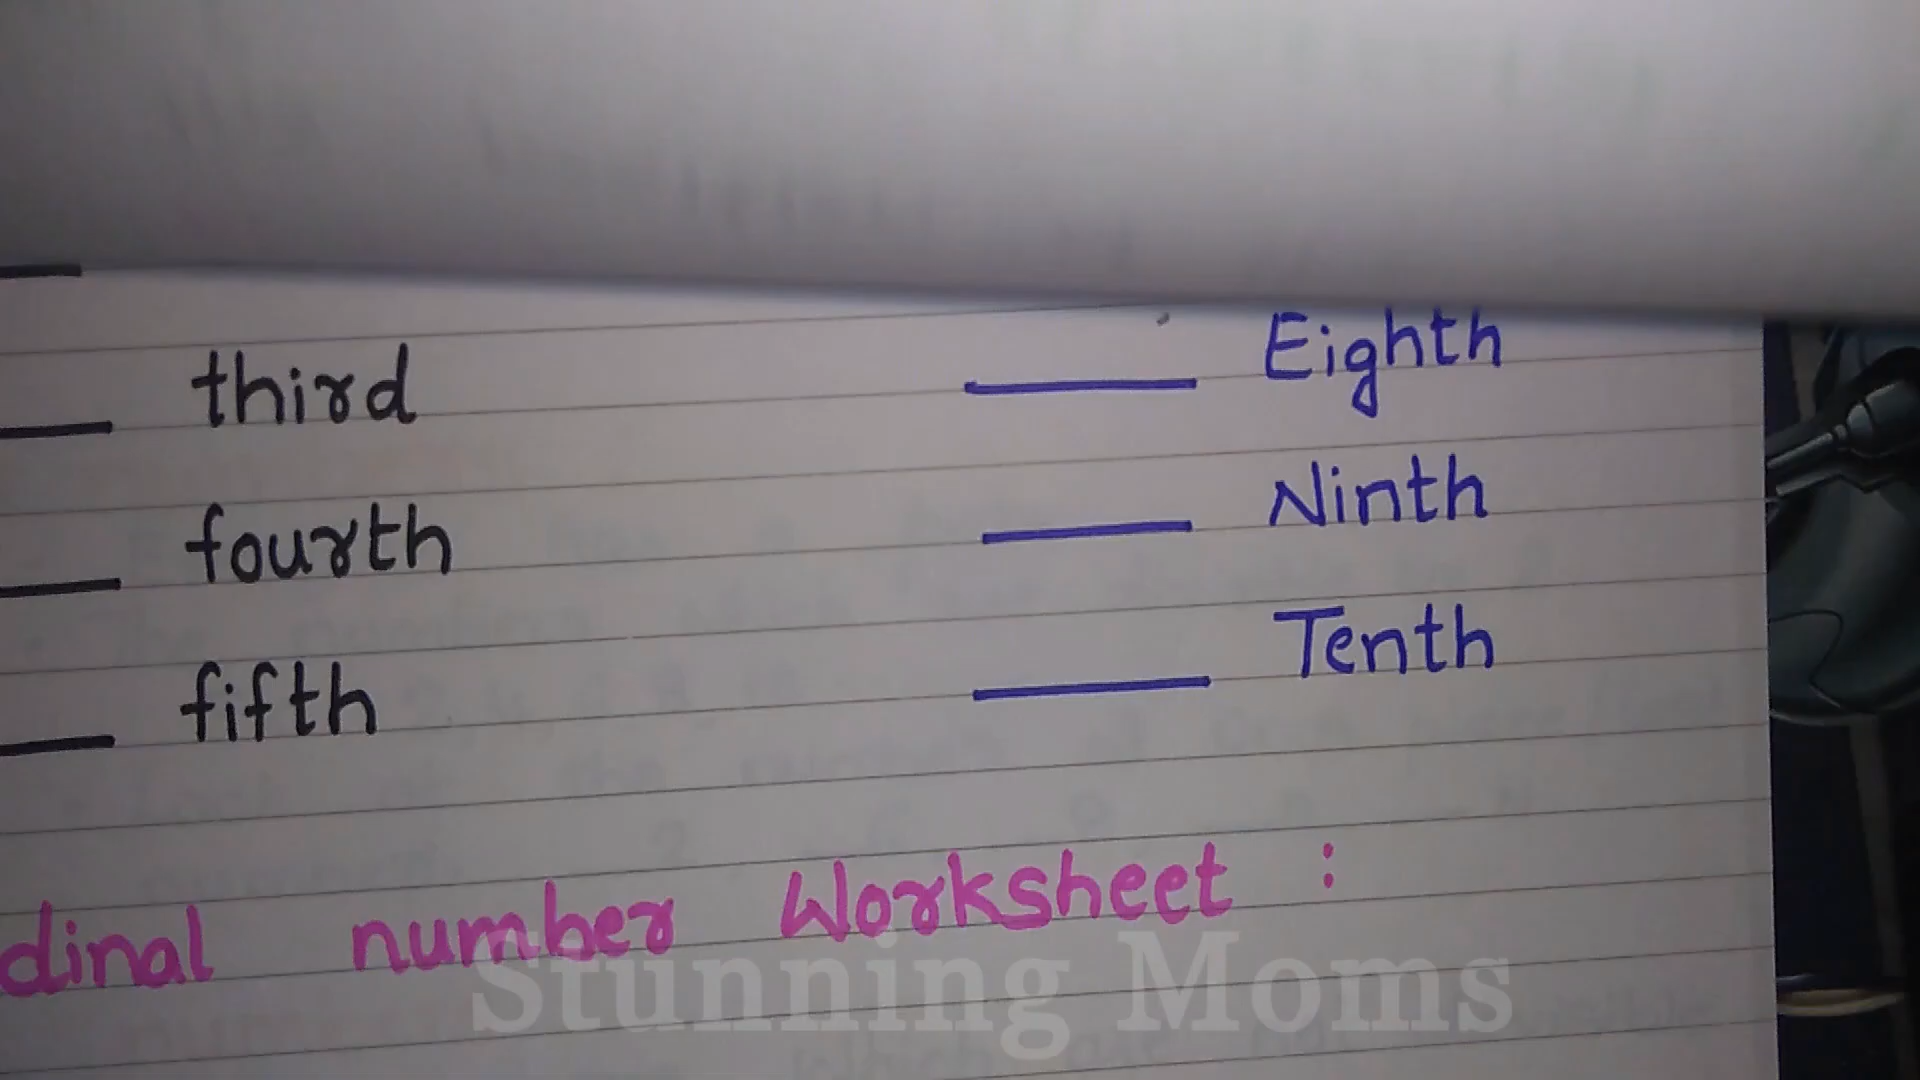 third Eighth
fourth Ninth
fifth Tenth
dinal number Worksheet :
Stunning Moms